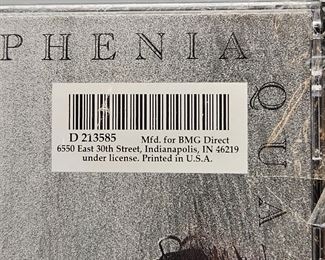 PHENIA
QUA
D 213585 Mfd. for BMG Direct
6550 East 30th Street, Indianapolis, IN 46219
under license. Printed in U.S.A.